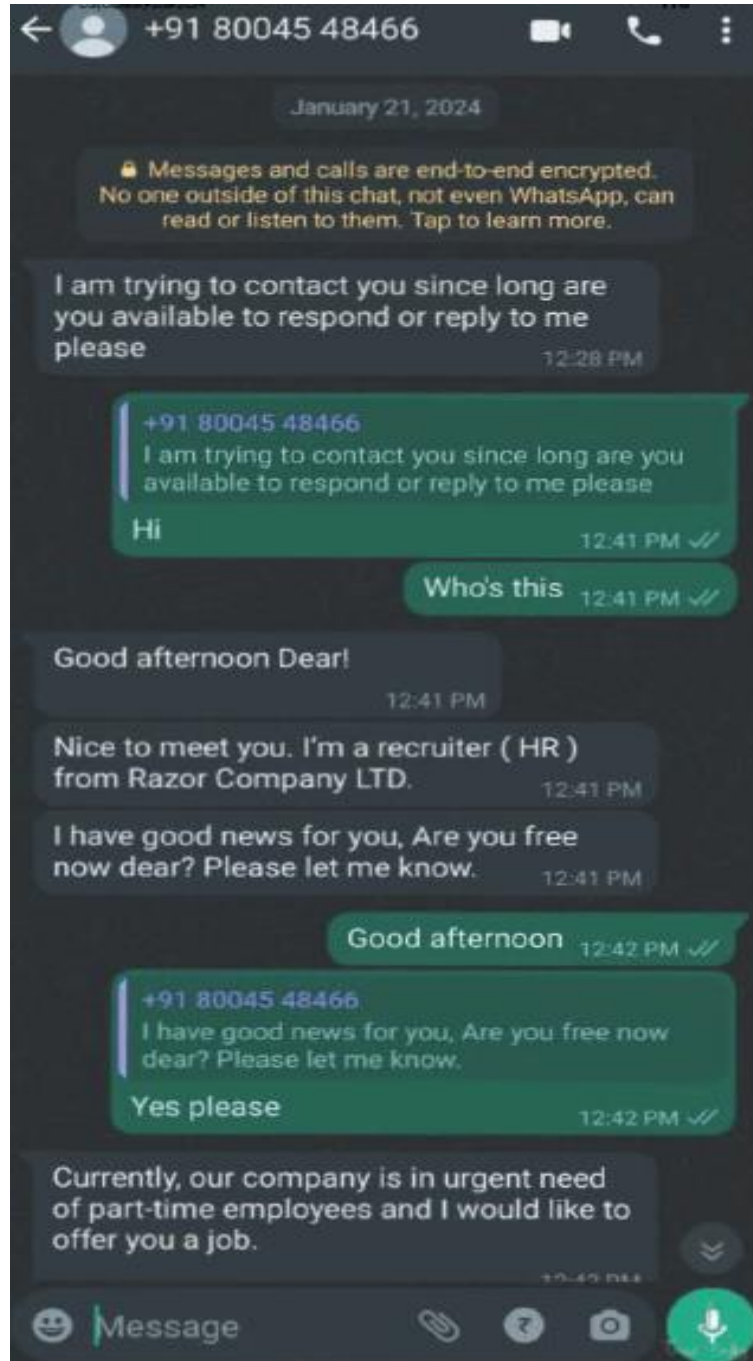 +91 80045 48466
January 21, 2024
Messages and calls are end-to-end encrypted.
No one outside of this chat, not even WhatsApp, can
read or listen to them. Tap to learn more.
I am trying to contact you since long are
you available to respond or reply to me
please
12:28 PM
+91 80045 48466
I am trying to contact you since long are you
available to respond or reply to me please
Hi
12:41 PM
Who's this 12:41 PM
Good afternoon Dear!
12:41 PM
Nice to meet you. I'm a recruiter ( HR )
from Razor Company LTD.
12:41 PM
I have good news for you, Are you free
now dear? Please let me know.
12:41 PM
Good afternoon 12:42 PM
+91 80045 48466
I have good news for you, Are you free now
dear? Please let me know.
Yes please
12:42 PM
Currently, our company is in urgent need
of part-time employees and I would like to
offer you a job.
Message